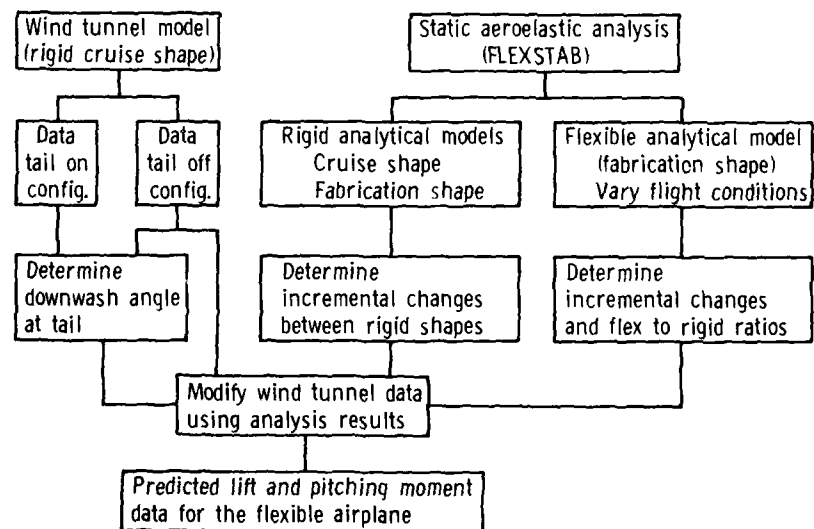 Wind tunnel model
(rigid cruise shape)
Static aeroelastic analysis
(FLEXSTAB)
Data
tail on
config.
Data
tail off
config.
Rigid analytical models
Cruise shape
Fabrication shape
Flexible analytical model
(fabrication shape)
Vary flight conditions
Determine
downwash angle
at tail
Determine
incremental changes
between rigid shapes
Determine
incremental changes
and flex to rigid ratios
Modify wind tunnel data
using analysis results
Predicted lift and pitching moment
data for the flexible airplane